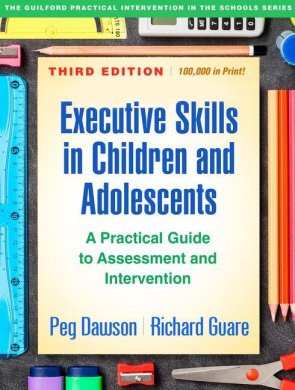 THE GUILFORD PRACTICAL INTERVENTION IN THE SCHOOLS SERIES
THIRD EDITION | 100,000 in Print!
Executive Skills
in Children and
Adolescents
A Practical Guide
to Assessment and
Intervention
Peg Dawson | Richard Guare